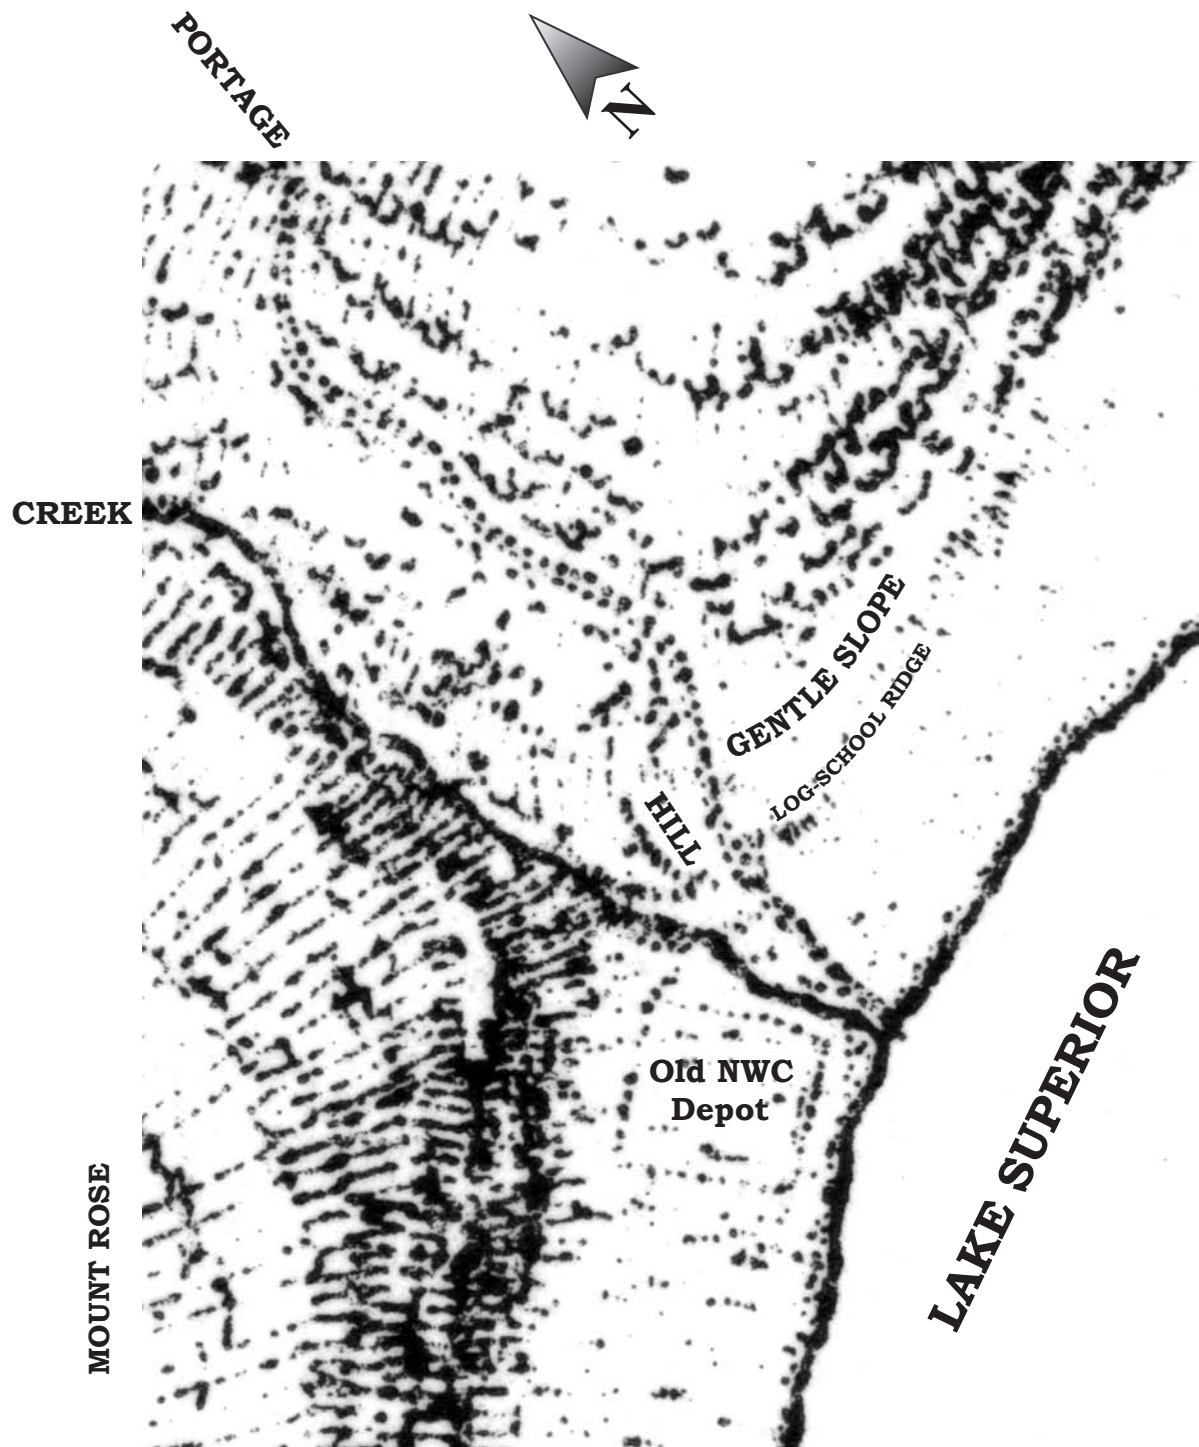 PORTAGE
N
CREEK
GENTLE SLOPE
LOG-SCHOOL RIDGE
HILL
Old NWC
Depot
LAKE SUPERIOR
MOUNT ROSE